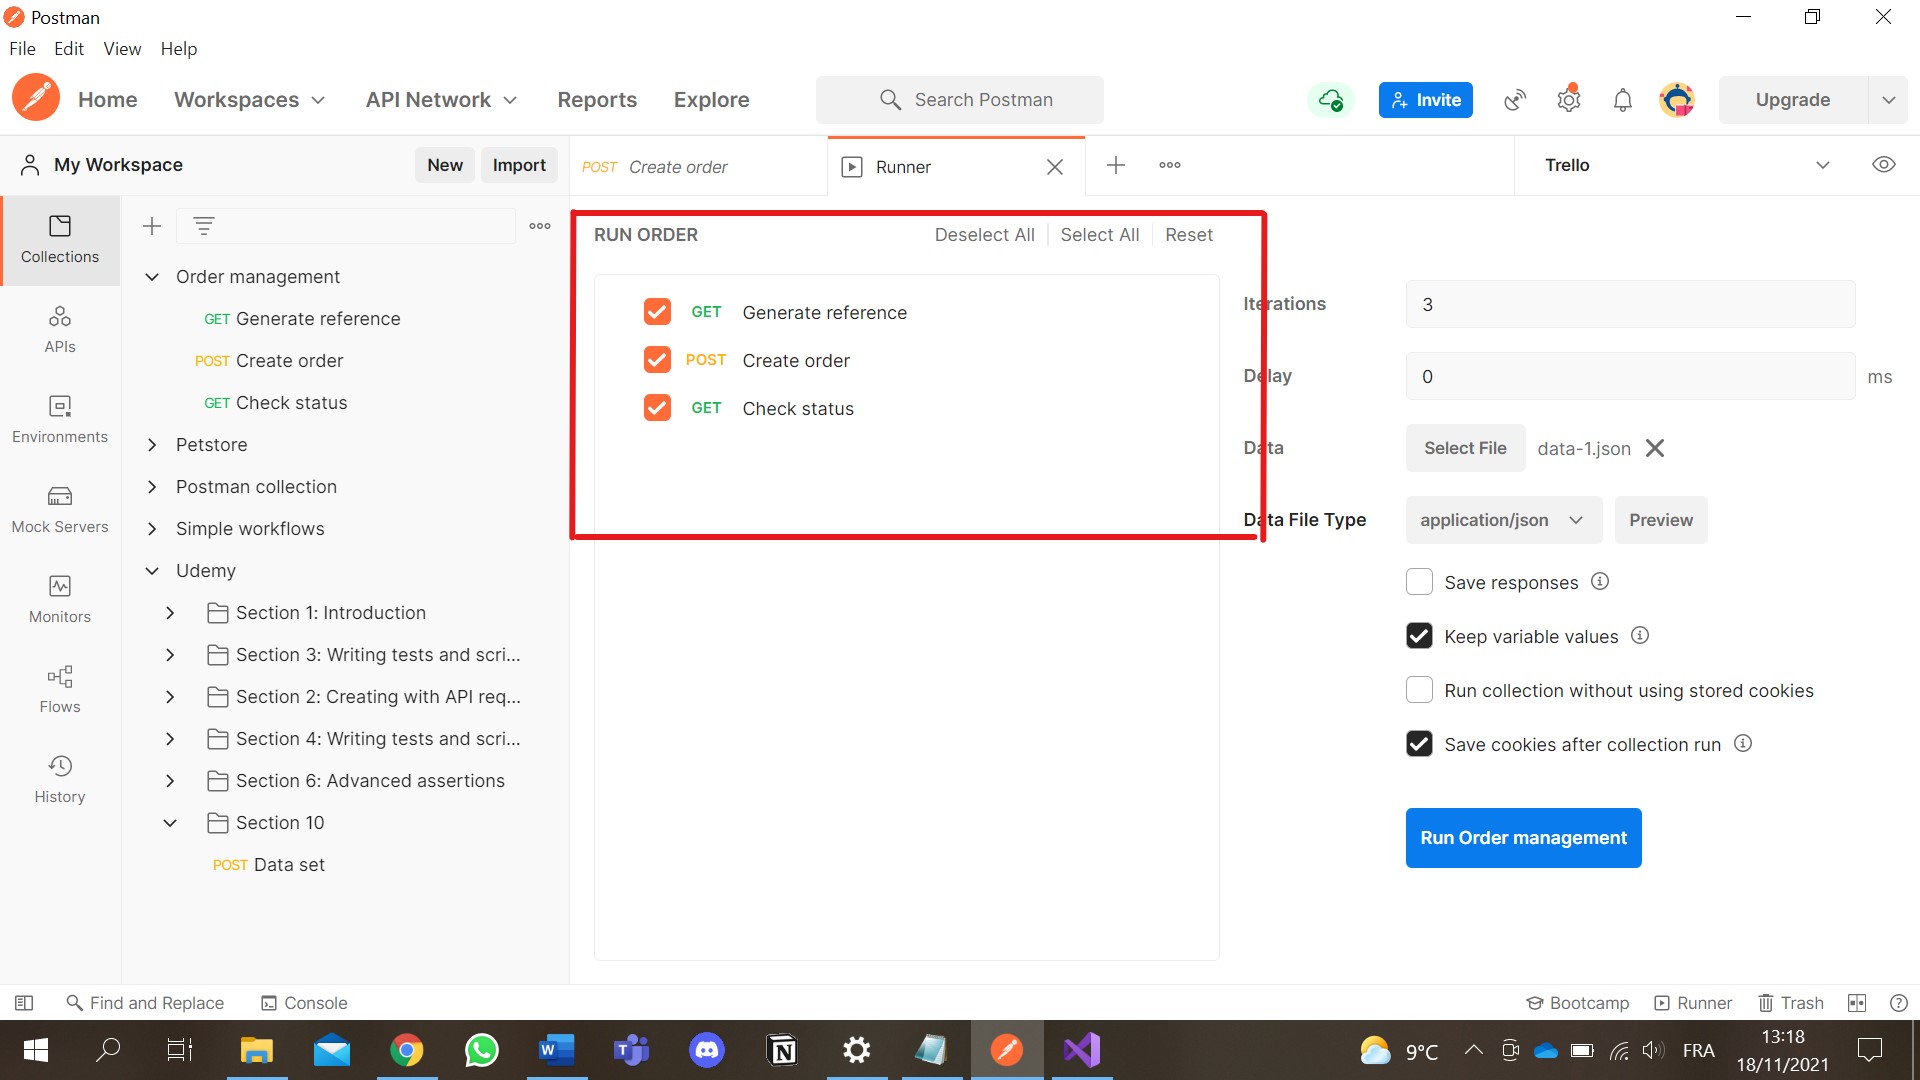 Postman
File Edit View Help
Home Workspaces API Network Reports Explore Search Postman Invite Upgrade
My Workspace New Import POST Create order Runner Trello
Collections
APIs
Environments
Mock Servers
Monitors
Flows
History
Order management
GET Generate reference
POST Create order
GET Check status
Petstore
Postman collection
Simple workflows
Udemy
Section 1: Introduction
Section 3: Writing tests and scri...
Section 2: Creating with API req...
Section 4: Writing tests and scri...
Section 6: Advanced assertions
Section 10
POST Data set
RUN ORDER Deselect All Select All Reset
GET Generate reference
POST Create order
GET Check status
Iterations 3
Delay 0 ms
Data Select File data-1.json
Data File Type application/json Preview
Save responses
Keep variable values
Run collection without using stored cookies
Save cookies after collection run
Run Order management
Find and Replace Console Bootcamp Runner Trash
9°C FRA 13:18
18/11/2021